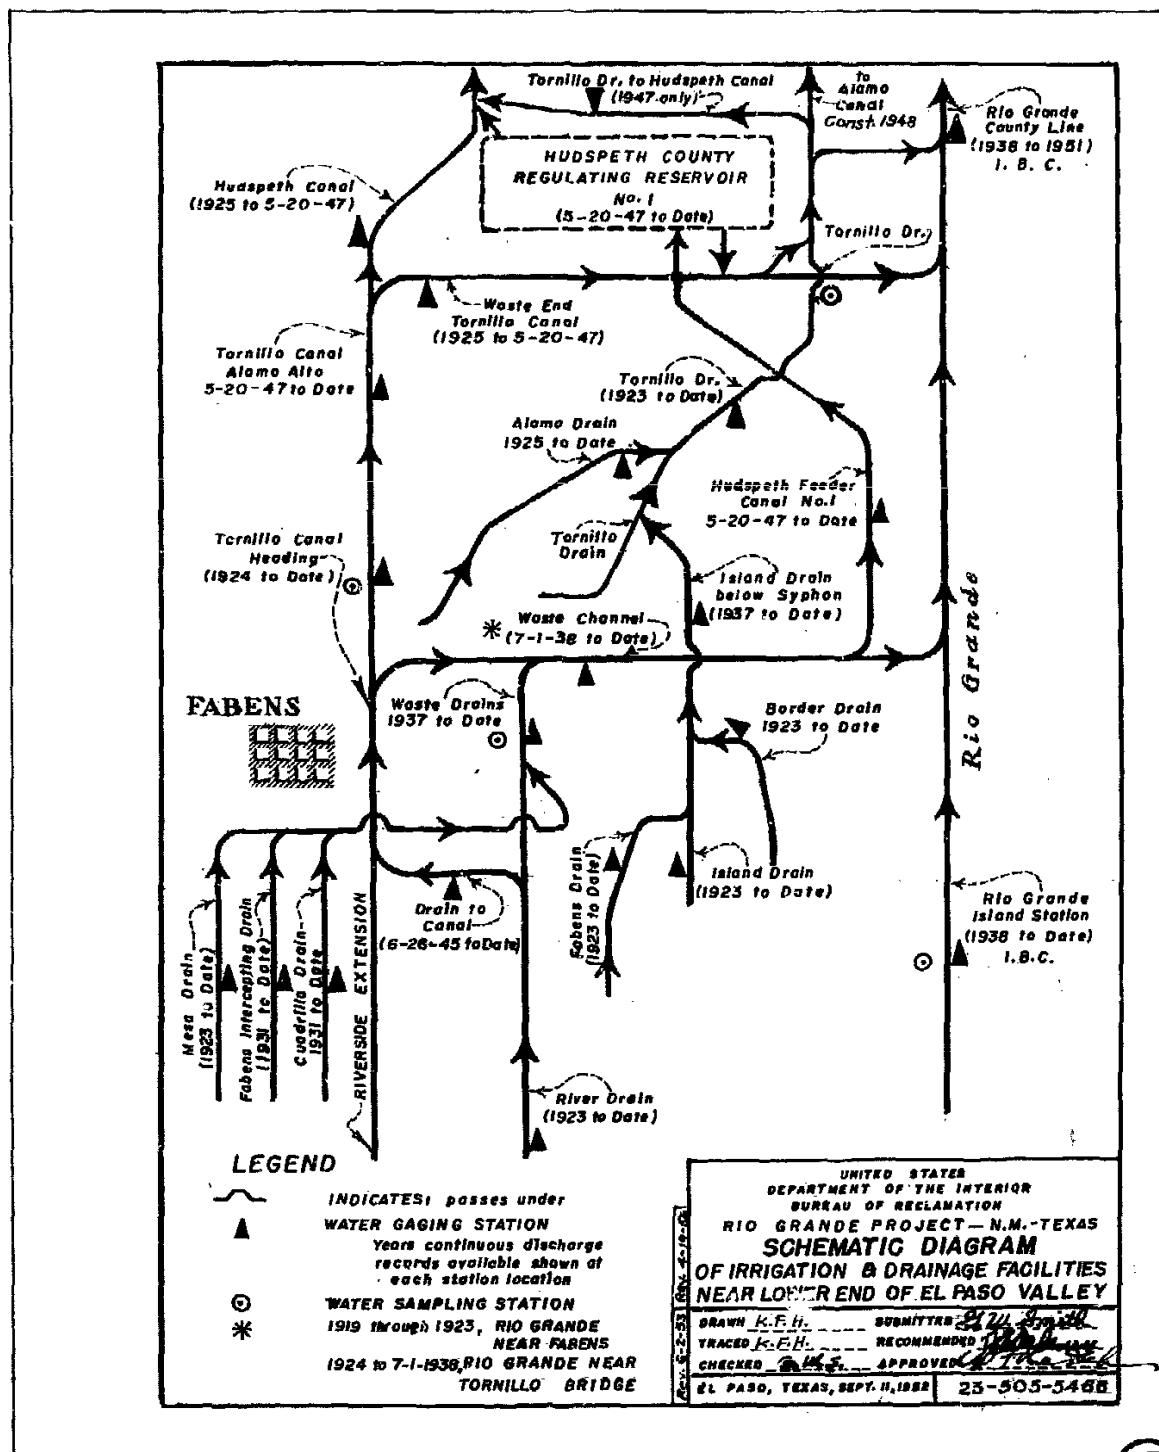 Tornillo Dr. to Hudspeth Canal
(1947 only)
to
Alamo
Canal
Const. 1948
Rio Grande
County Line
(1938 to 1951)
I. B. C.
HUDSPETH COUNTY
REGULATING RESERVOIR
No. 1
(5-20-47 to Date)
Hudspeth Canal
(1925 to 5-20-47)
Tornillo Dr.
Waste End
Tornillo Canal
(1925 to 5-20-47)
Tornillo Canal
Alamo Alto
5-20-47 to Date
Tornillo Dr.
(1923 to Date)
Alamo Drain
1925 to Date
Hudspeth Feeder
Canal No.1
5-20-47 to Date
Tornillo Canal
Heading
(1924 to Date)
Tornillo
Drain
Island Drain
below Syphon
(1937 to Date)
Waste Channel
(7-1-38 to Date)
Rio Grande
FABENS
Waste Drains
1937 to Date
Border Drain
1923 to Date
Fabens Drain
(1923 to Date)
Island Drain
(1923 to Date)
Drain to
Canal
(6-26-45 to Date)
Rio Grande
Island Station
(1938 to Date)
I.B.C.
Mesa Drain
(1923 to Date)
Fabens Intercepting Drain
(1931 to Date)
Cuadrilla Drain
1931 to Date
RIVERSIDE EXTENSION
River Drain
(1923 to Date)
LEGEND
INDICATES: passes under
WATER GAGING STATION
Years continuous discharge
records available shown at
each station location
WATER SAMPLING STATION
1919 through 1923, RIO GRANDE
NEAR FABENS
1924 to 7-1-1938, RIO GRANDE NEAR
TORNILLO BRIDGE
UNITED STATES
DEPARTMENT OF THE INTERIOR
BUREAU OF RECLAMATION
RIO GRANDE PROJECT — N.M.-TEXAS
SCHEMATIC DIAGRAM
OF IRRIGATION & DRAINAGE FACILITIES
NEAR LOWER END OF EL PASO VALLEY
DRAWN K.F.H. SUBMITTED Smith
TRACED K.F.H. RECOMMENDED
CHECKED APPROVED
EL PASO, TEXAS, SEPT. 11, 1952
Rev. 6-2-53